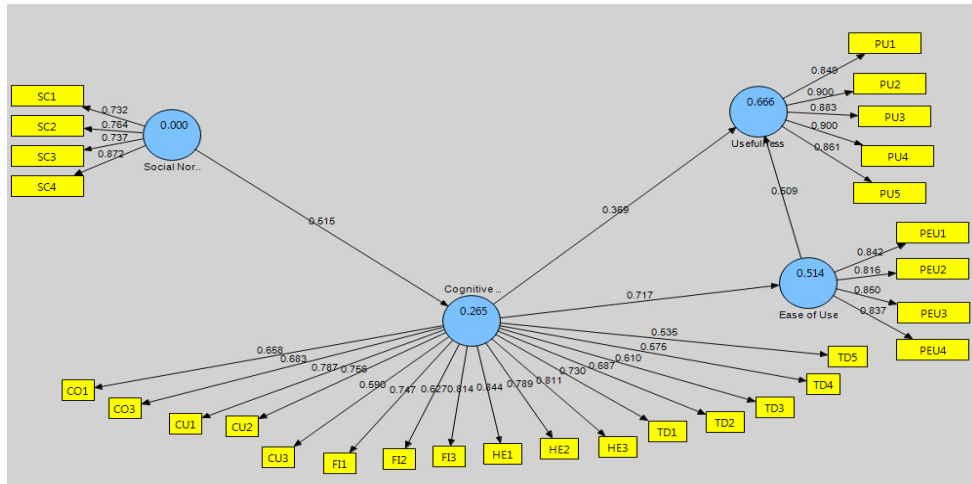 SC1
SC2
SC3
SC4
0.732
0.764
0.737
0.872
0.000
Social Nor..
0.515
Cognitive ...
0.265
0.369
0.717
0.666
Usefullness
0.849
0.900
0.883
0.900
0.861
PU1
PU2
PU3
PU4
PU5
0.509
0.514
Ease of Use
0.842
0.816
0.850
0.837
PEU1
PEU2
PEU3
PEU4
0.658
0.683
0.787
0.756
0.590
0.747
0.627
0.814
0.844
0.789
0.811
0.730
0.687
0.610
0.575
0.535
CO1
CO3
CU1
CU2
CU3
FI1
FI2
FI3
HE1
HE2
HE3
TD1
TD2
TD3
TD4
TD5